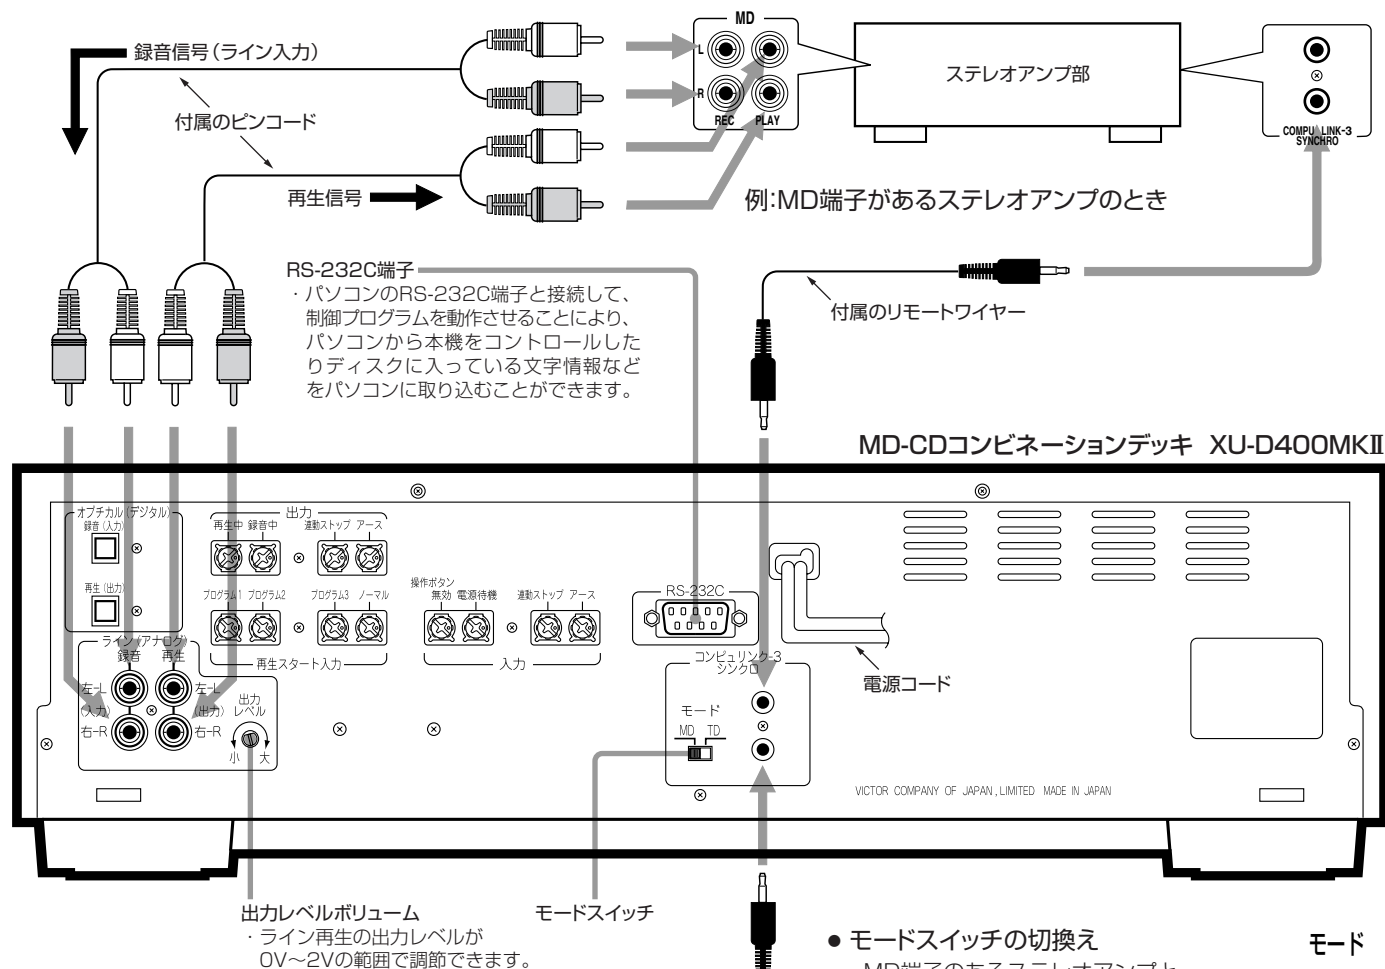 MD
L
R
REC PLAY
ステレオアンプ部
COMPU LINK-3
SYNCHRO
録音信号(ライン入力)
付属のピンコード
再生信号
例:MD端子があるステレオアンプのとき
RS-232C端子
・パソコンのRS-232C端子と接続して、
制御プログラムを動作させることにより、
パソコンから本機をコントロールした
りディスクに入っている文字情報など
をパソコンに取り込むことができます。
付属のリモートワイヤー
MD-CDコンビネーションデッキ XU-D400MKⅡ
オプチカル(デジタル)
録音(入力)
再生(出力)
出力
再生中 録音中 連動ストップ アース
プログラム1 プログラム2 プログラム3 ノーマル
再生スタート入力
操作ボタン
無効 電源待機 連動ストップ アース
入力
RS-232C
電源コード
ライン(アナログ)
録音 再生
左-L 左-L
(入力) (出力)
右-R 右-R
出力
レベル
小 大
コンピュリンク-3
シンクロ
モード
MD TD
VICTOR COMPANY OF JAPAN, LIMITED MADE IN JAPAN
出力レベルボリューム
・ライン再生の出力レベルが
0V～2Vの範囲で調節できます。
モードスイッチ
● モードスイッチの切換え
モード
MD端子のあるステレオアンプと